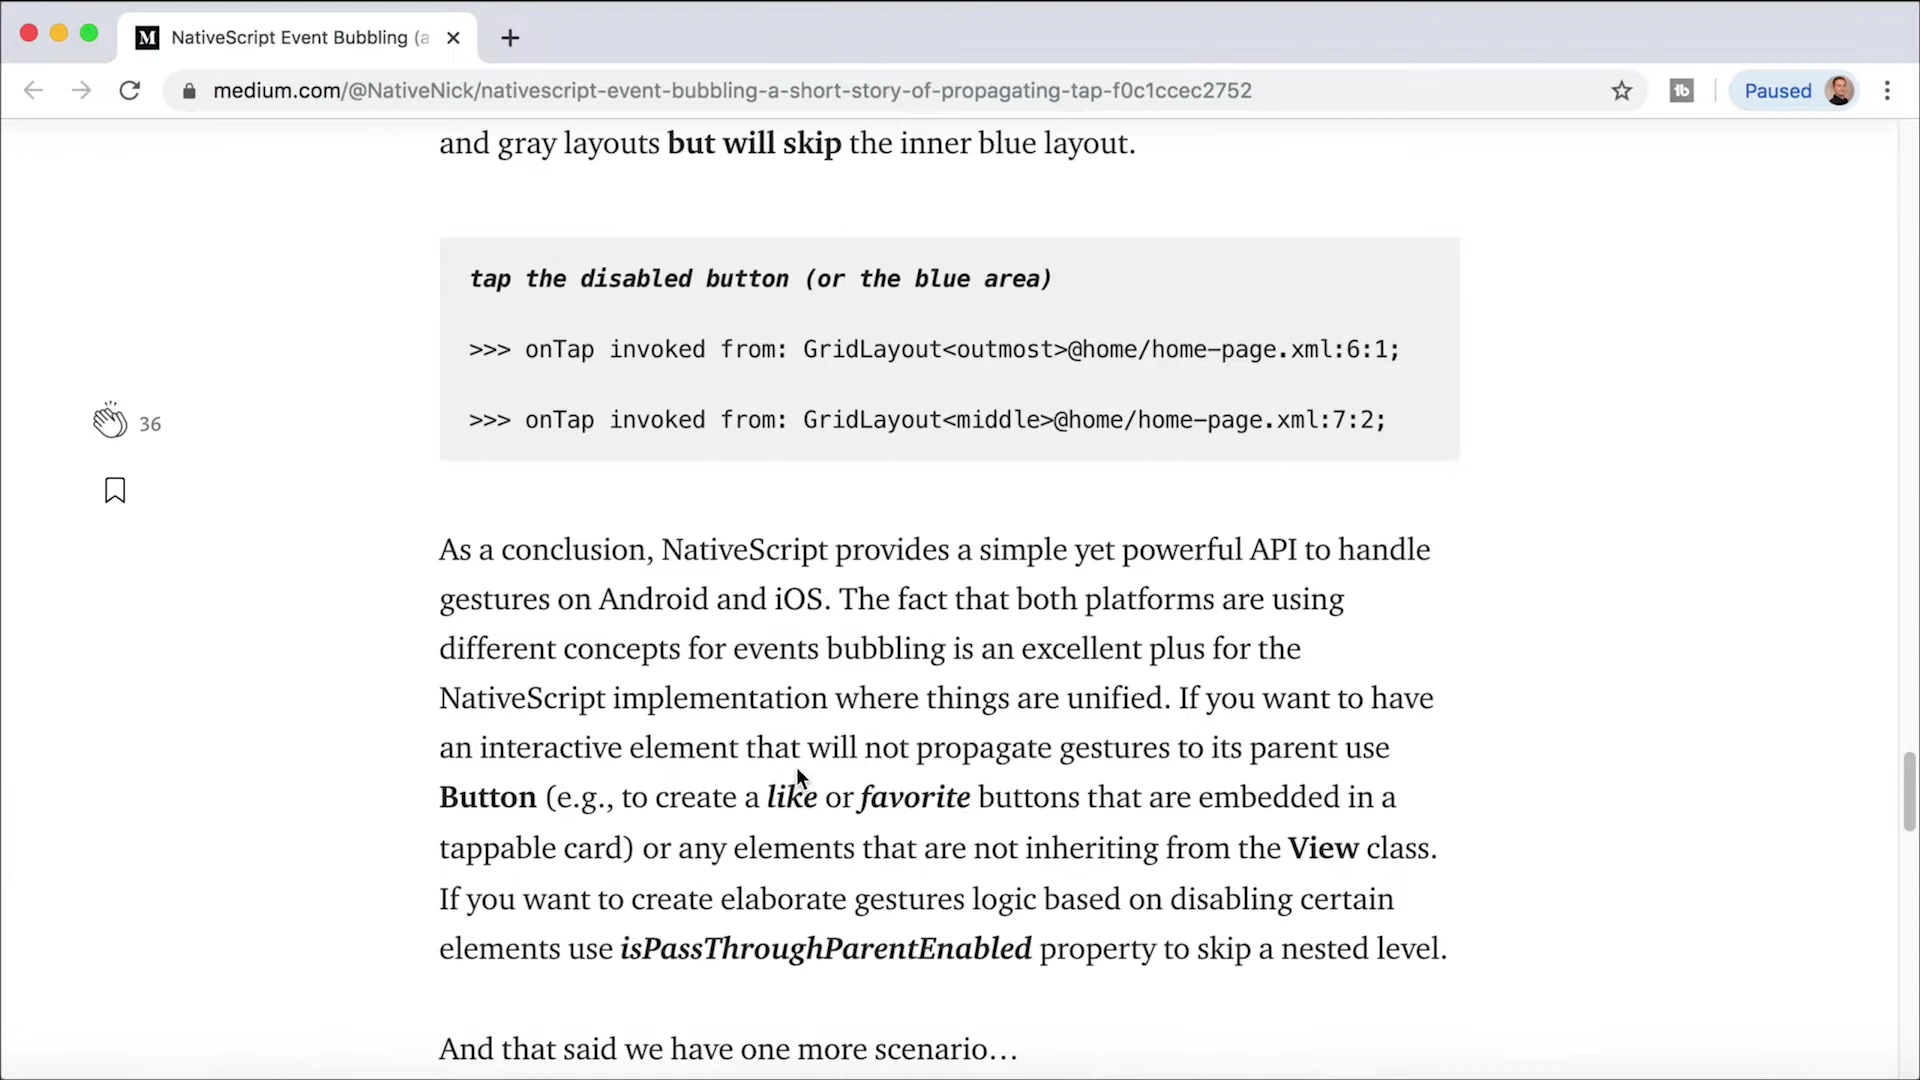 NativeScript Event Bubbling (a
medium.com/@NativeNick/nativescript-event-bubbling-a-short-story-of-propagating-tap-f0c1ccec2752
Paused
and gray layouts but will skip the inner blue layout.
tap the disabled button (or the blue area)
>>> onTap invoked from: GridLayout<outmost>@home/home-page.xml:6:1;
>>> onTap invoked from: GridLayout<middle>@home/home-page.xml:7:2;
36
As a conclusion, NativeScript provides a simple yet powerful API to handle
gestures on Android and iOS. The fact that both platforms are using
different concepts for events bubbling is an excellent plus for the
NativeScript implementation where things are unified. If you want to have
an interactive element that will not propagate gestures to its parent use
Button (e.g., to create a like or favorite buttons that are embedded in a
tappable card) or any elements that are not inheriting from the View class.
If you want to create elaborate gestures logic based on disabling certain
elements use isPassThroughParentEnabled property to skip a nested level.
And that said we have one more scenario…